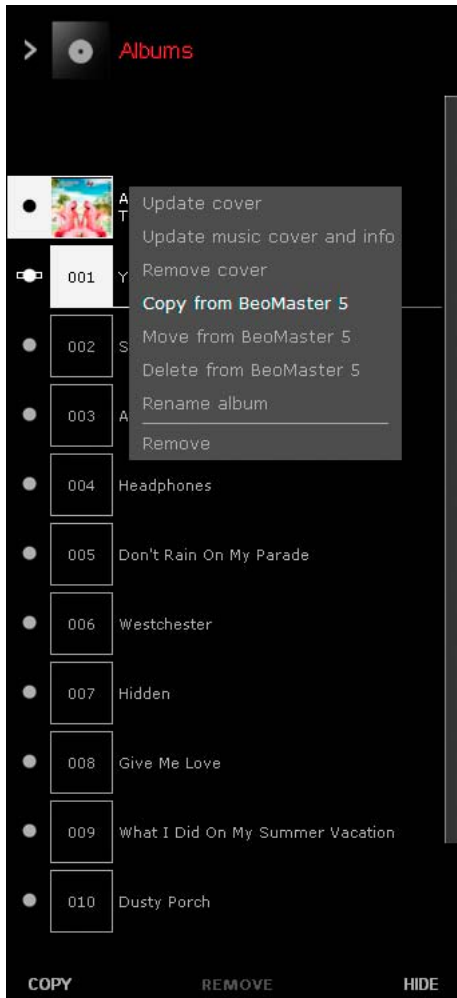 Albums
A
T
Update cover
Update music cover and info
Remove cover
Copy from BeoMaster 5
Move from BeoMaster 5
Delete from BeoMaster 5
Rename album
Remove
001 Y
002 S
003 A
004 Headphones
005 Don't Rain On My Parade
006 Westchester
007 Hidden
008 Give Me Love
009 What I Did On My Summer Vacation
010 Dusty Porch
COPY REMOVE HIDE